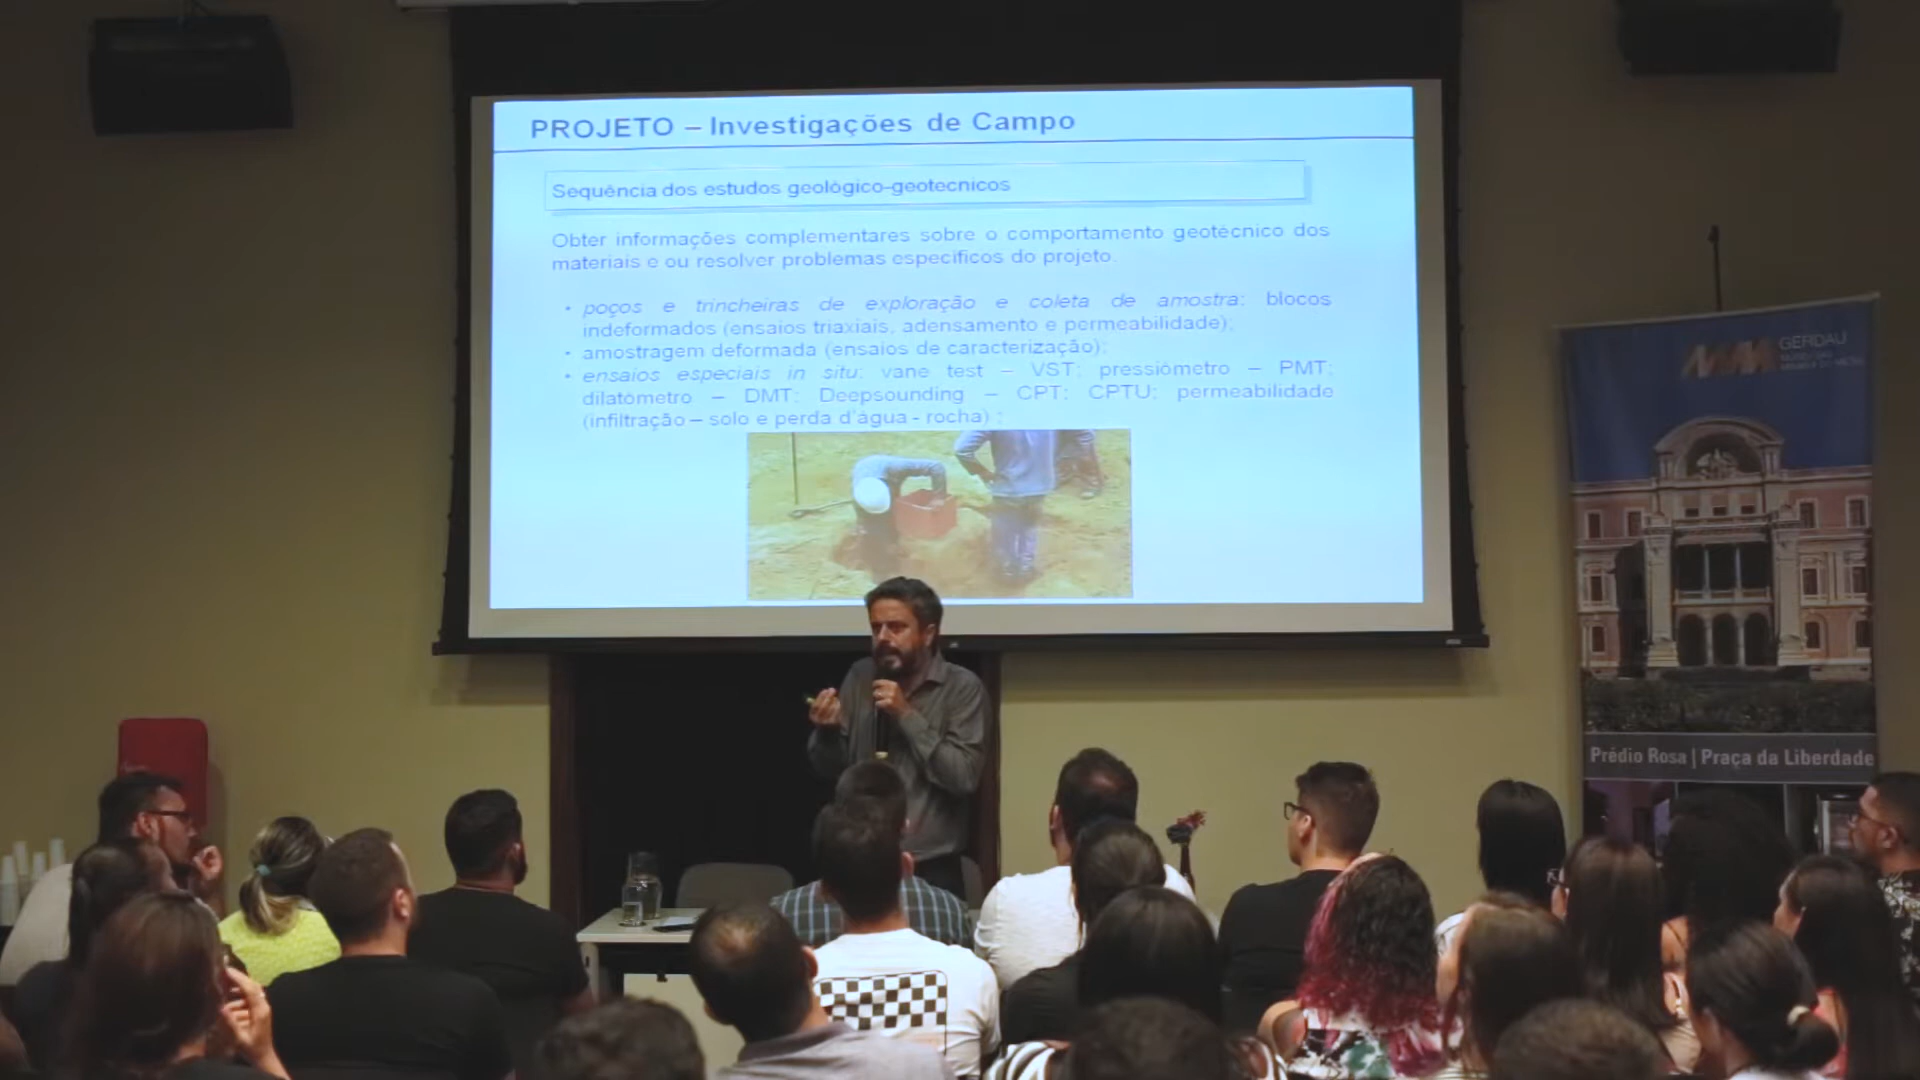 PROJETO – Investigações de Campo
Sequência dos estudos geológico-geotecnicos
Obter informações complementares sobre o comportamento geotécnico dos
materiais e ou resolver problemas específicos do projeto.
• poços e trincheiras de exploração e coleta de amostra: blocos
indeformados (ensaios triaxiais, adensamento e permeabilidade);
• amostragem deformada (ensaios de caracterização);
• ensaios especiais in situ: vane test – VST; pressiômetro – PMT;
dilatômetro – DMT; Deepsounding – CPT; CPTU; permeabilidade
(infiltração – solo e perda d'água - rocha) ;
MM GERDAU
Prédio Rosa | Praça da Liberdade